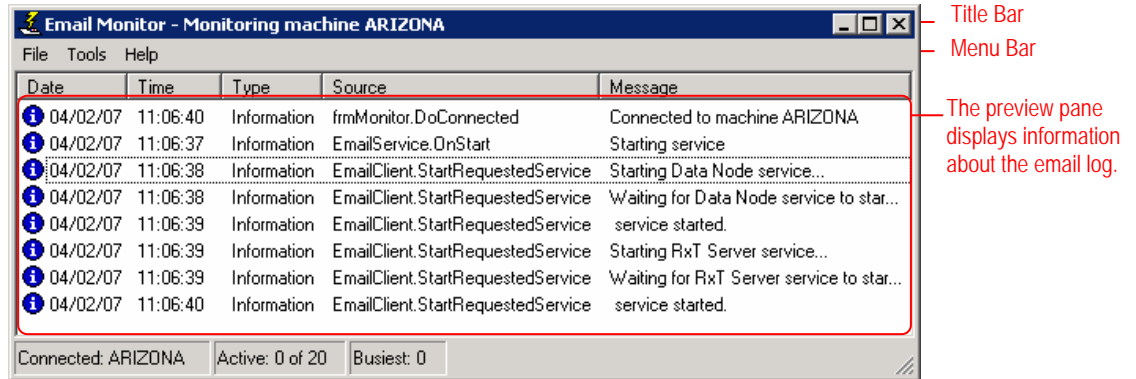 Email Monitor - Monitoring machine ARIZONA
Title Bar
File Tools Help
Menu Bar
Date Time Type Source Message
04/02/07 11:06:40 Information frmMonitor.DoConnected Connected to machine ARIZONA
04/02/07 11:06:37 Information EmailService.OnStart Starting service
04/02/07 11:06:38 Information EmailClient.StartRequestedService Starting Data Node service...
04/02/07 11:06:38 Information EmailClient.StartRequestedService Waiting for Data Node service to star...
04/02/07 11:06:39 Information EmailClient.StartRequestedService service started.
04/02/07 11:06:39 Information EmailClient.StartRequestedService Starting RxT Server service...
04/02/07 11:06:39 Information EmailClient.StartRequestedService Waiting for RxT Server service to star...
04/02/07 11:06:40 Information EmailClient.StartRequestedService service started.
The preview pane
displays information
about the email log.
Connected: ARIZONA Active: 0 of 20 Busiest: 0